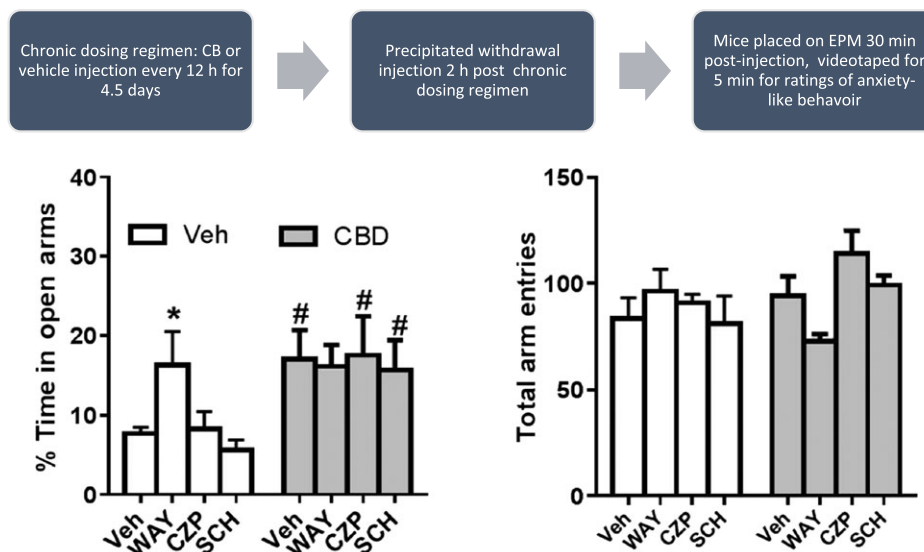 Chronic dosing regimen: CB or
vehicle injection every 12 h for
4.5 days
Precipitated withdrawal
injection 2 h post chronic
dosing regimen
Mice placed on EPM 30 min
post-injection, videotaped for
5 min for ratings of anxiety-
like behavoir
% Time in open arms
40
30
20
10
0
Veh
CBD
*
#
#
#
Veh
WAY
CZP
SCH
Veh
WAY
CZP
SCH
Total arm entries
150
100
50
0
Veh
WAY
CZP
SCH
Veh
WAY
CZP
SCH